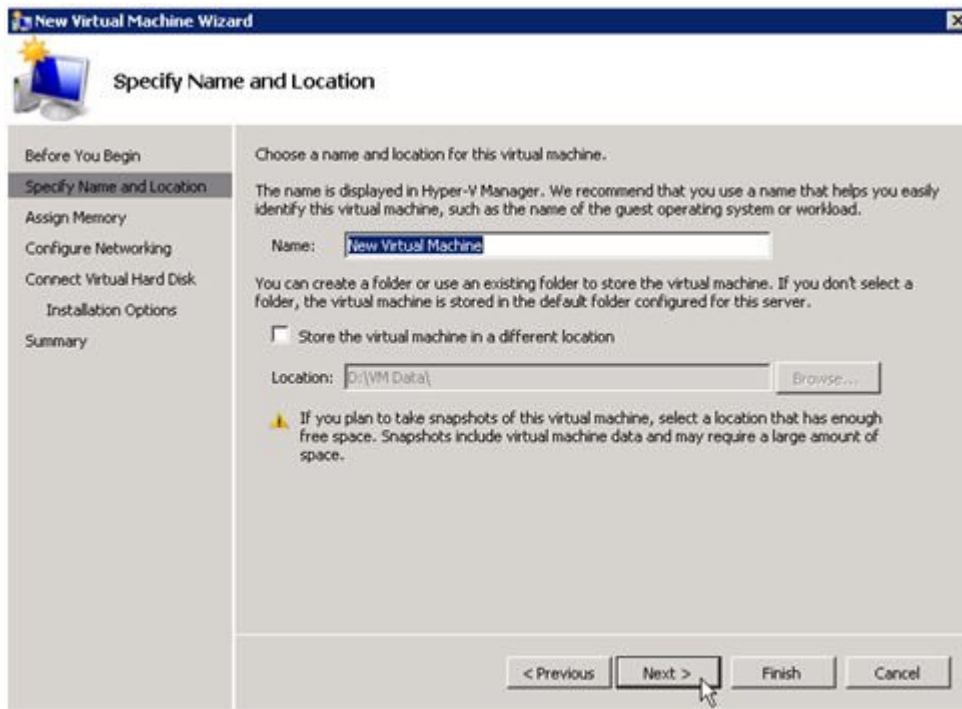 New Virtual Machine Wizard
Specify Name and Location
Before You Begin
Specify Name and Location
Assign Memory
Configure Networking
Connect Virtual Hard Disk
Installation Options
Summary
Choose a name and location for this virtual machine.
The name is displayed in Hyper-V Manager. We recommend that you use a name that helps you easily
identify this virtual machine, such as the name of the guest operating system or workload.
Name: New Virtual Machine
You can create a folder or use an existing folder to store the virtual machine. If you don't select a
folder, the virtual machine is stored in the default folder configured for this server.
Store the virtual machine in a different location
Location: D:\VM Data\ Browse...
If you plan to take snapshots of this virtual machine, select a location that has enough
free space. Snapshots include virtual machine data and may require a large amount of
space.
< Previous Next > Finish Cancel